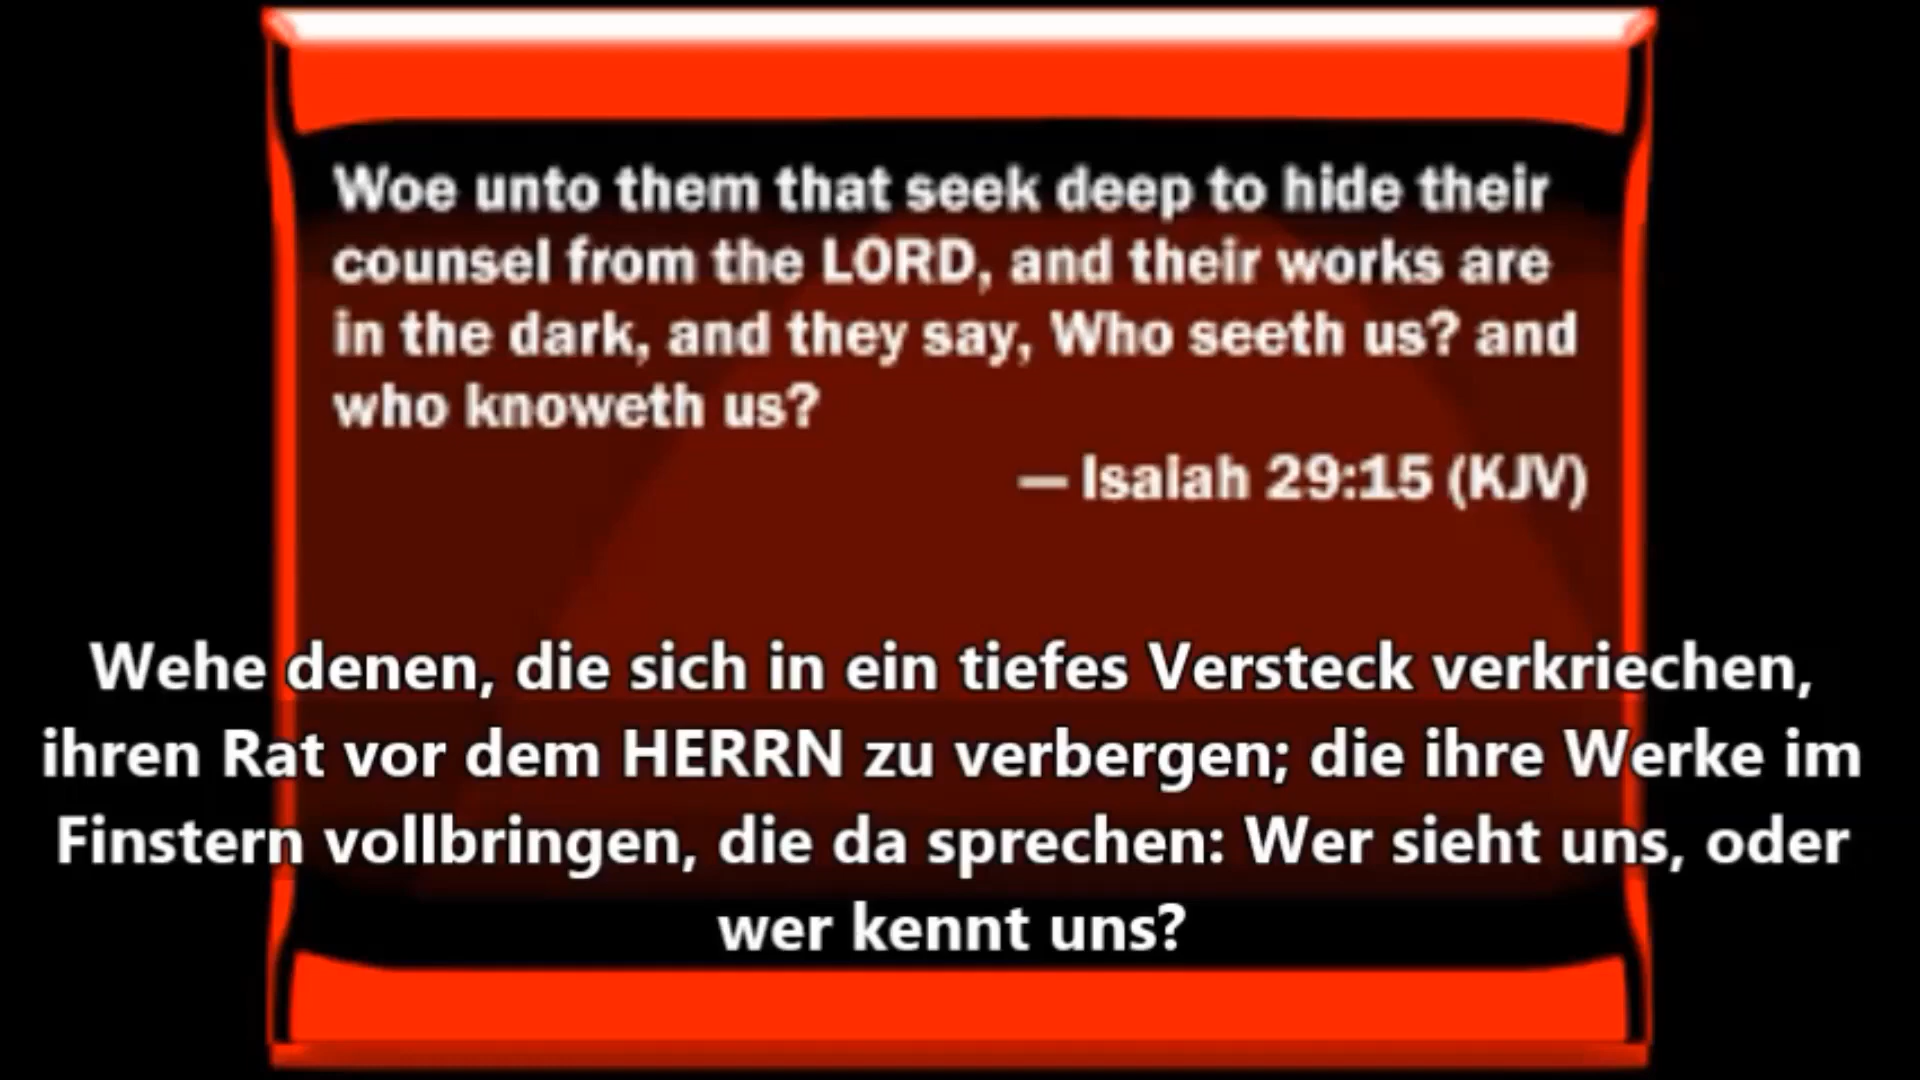 Woe unto them that seek deep to hide their
counsel from the LORD, and their works are
in the dark, and they say, Who seeth us? and
who knoweth us?
— Isaiah 29:15 (KJV)
Wehe denen, die sich in ein tiefes Versteck verkriechen,
ihren Rat vor dem HERRN zu verbergen; die ihre Werke im
Finstern vollbringen, die da sprechen: Wer sieht uns, oder
wer kennt uns?